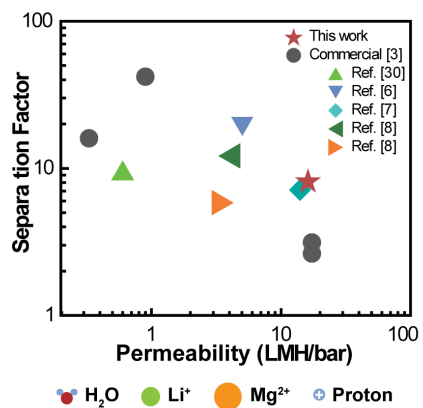 100
This work
Commercial [3]
Ref. [30]
Ref. [6]
Ref. [7]
Ref. [8]
Ref. [8]
Separa tion Factor
10
1
1
10
100
Permeability (LMH/bar)
H₂O Li⁺ Mg²⁺ Proton